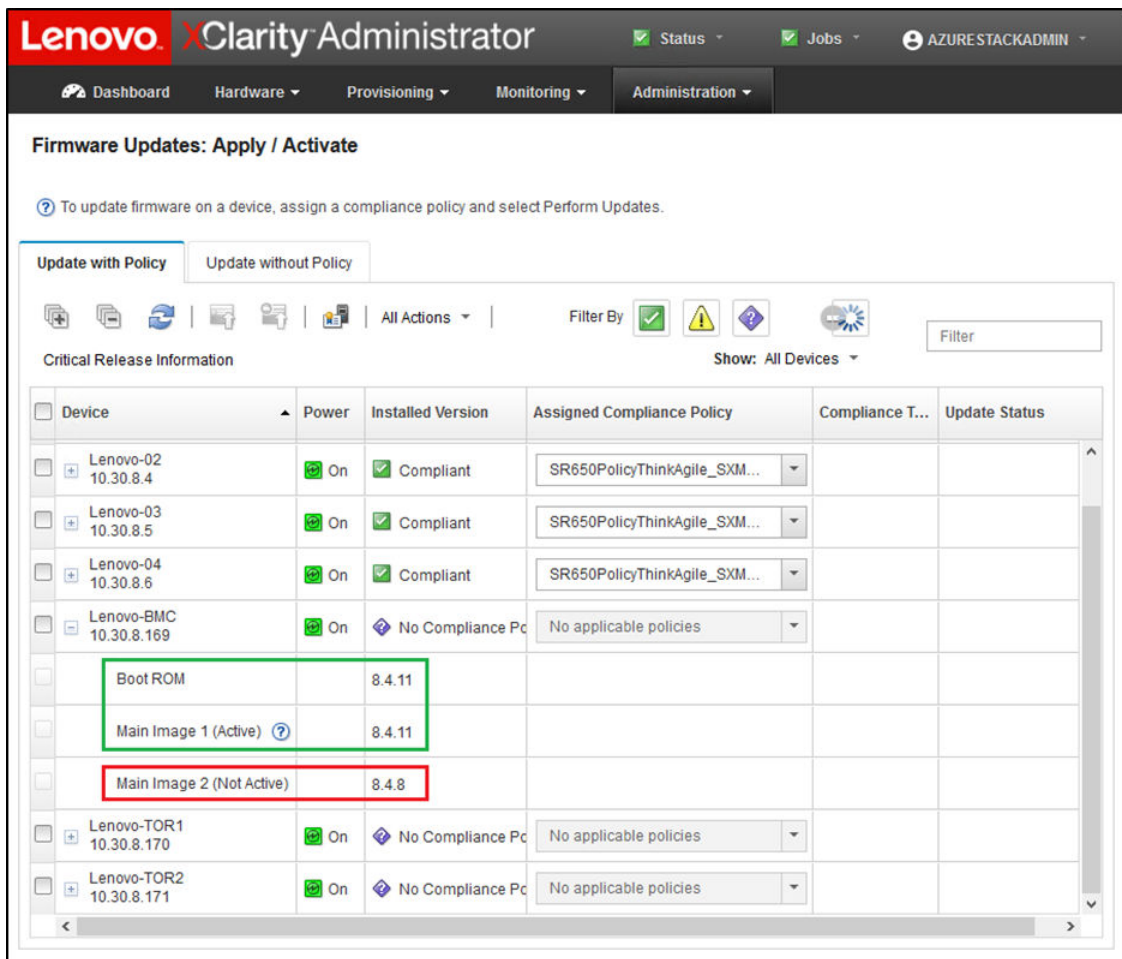 Lenovo. XClarity Administrator Status Jobs AZURESTACKADMIN
Dashboard Hardware Provisioning Monitoring Administration
Firmware Updates: Apply / Activate
? To update firmware on a device, assign a compliance policy and select Perform Updates.
Update with Policy Update without Policy
All Actions Filter By Filter
Critical Release Information Show: All Devices
Device Power Installed Version Assigned Compliance Policy Compliance T... Update Status
Lenovo-02
10.30.8.4 On Compliant SR650PolicyThinkAgile_SXM...
Lenovo-03
10.30.8.5 On Compliant SR650PolicyThinkAgile_SXM...
Lenovo-04
10.30.8.6 On Compliant SR650PolicyThinkAgile_SXM...
Lenovo-BMC
10.30.8.169 On No Compliance Po No applicable policies
Boot ROM 8.4.11
Main Image 1 (Active) ? 8.4.11
Main Image 2 (Not Active) 8.4.8
Lenovo-TOR1
10.30.8.170 On No Compliance Po No applicable policies
Lenovo-TOR2
10.30.8.171 On No Compliance Po No applicable policies